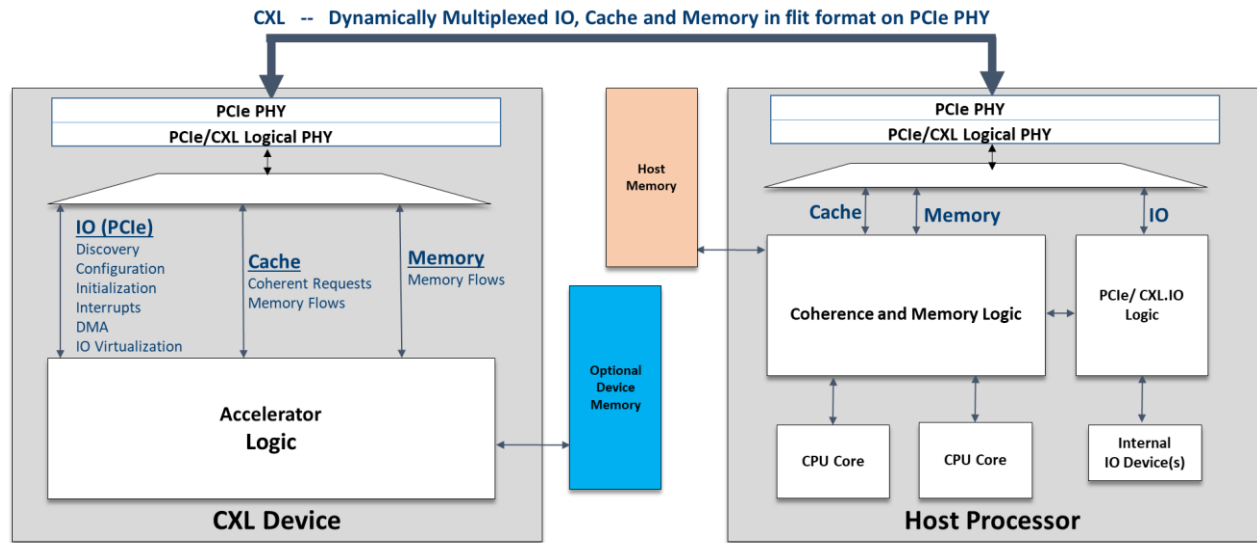 CXL -- Dynamically Multiplexed IO, Cache and Memory in flit format on PCIe PHY
PCIe PHY
PCIe/CXL Logical PHY
IO (PCIe)
Discovery
Configuration
Initialization
Interrupts
DMA
IO Virtualization
Cache
Coherent Requests
Memory Flows
Memory
Memory Flows
Accelerator
Logic
CXL Device
Host
Memory
Optional
Device
Memory
PCIe PHY
PCIe/CXL Logical PHY
Cache
Memory
IO
Coherence and Memory Logic
PCIe/ CXL.IO
Logic
CPU Core
CPU Core
Internal
IO Device(s)
Host Processor